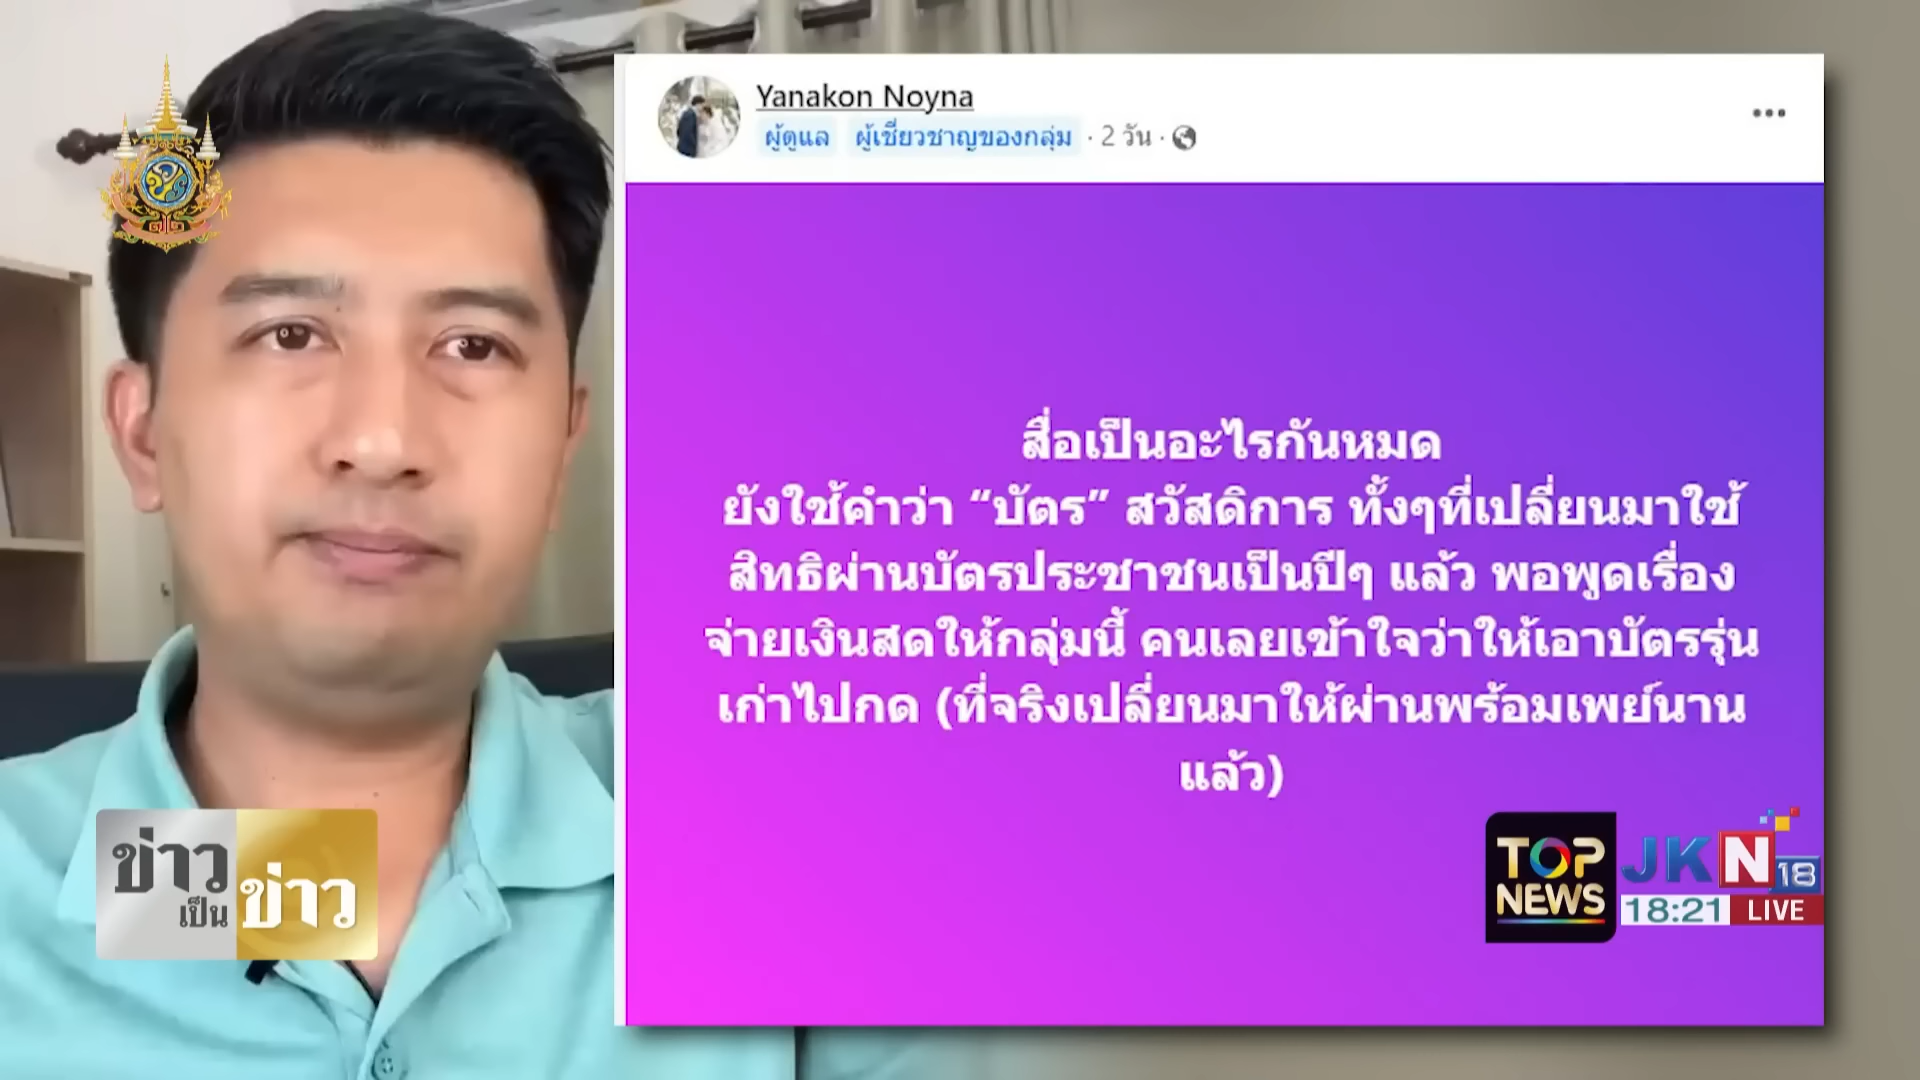 Yanakon Noyna
ผู้ดูแล ผู้เชี่ยวชาญของกลุ่ม · 2 วัน ·
สื่อเป็นอะไรกันหมด
ยังใช้คำว่า “บัตร” สวัสดิการ ทั้งๆที่เปลี่ยนมาใช้
สิทธิผ่านบัตรประชาชนเป็นปีๆ แล้ว พอพูดเรื่อง
จ่ายเงินสดให้กลุ่มนี้ คนเลยเข้าใจว่าให้เอาบัตรรุ่น
เก่าไปกด (ที่จริงเปลี่ยนมาให้ผ่านพร้อมเพย์นาน
แล้ว)
ข่าว
เป็น
ข่าว
TOP
NEWS
JKN 18
18:21 LIVE